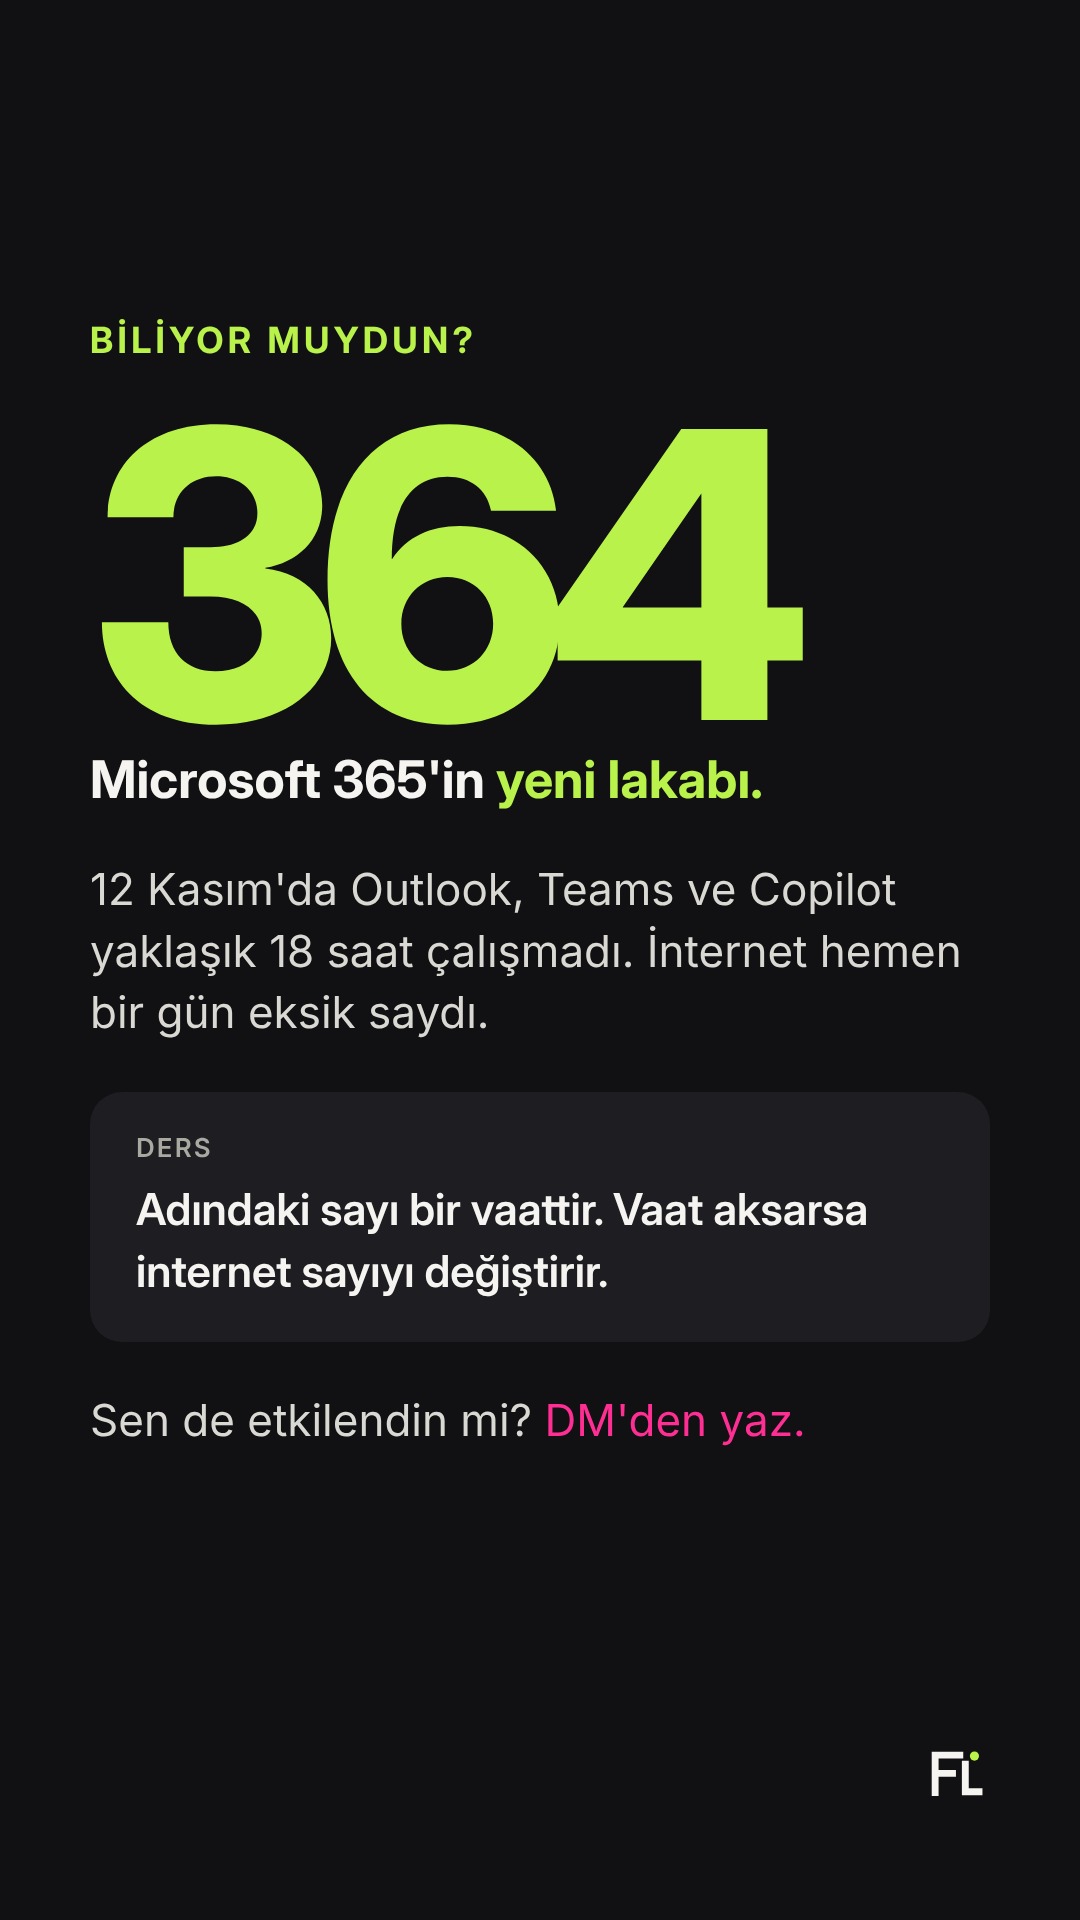 BİLİYOR MUYDUN?
364
Microsoft 365'in yeni lakabı.
12 Kasım'da Outlook, Teams ve Copilot
yaklaşık 18 saat çalışmadı. İnternet hemen
bir gün eksik saydı.
DERS
Adındaki sayı bir vaattir. Vaat aksarsa
internet sayıyı değiştirir.
Sen de etkilendin mi? DM'den yaz.
FL